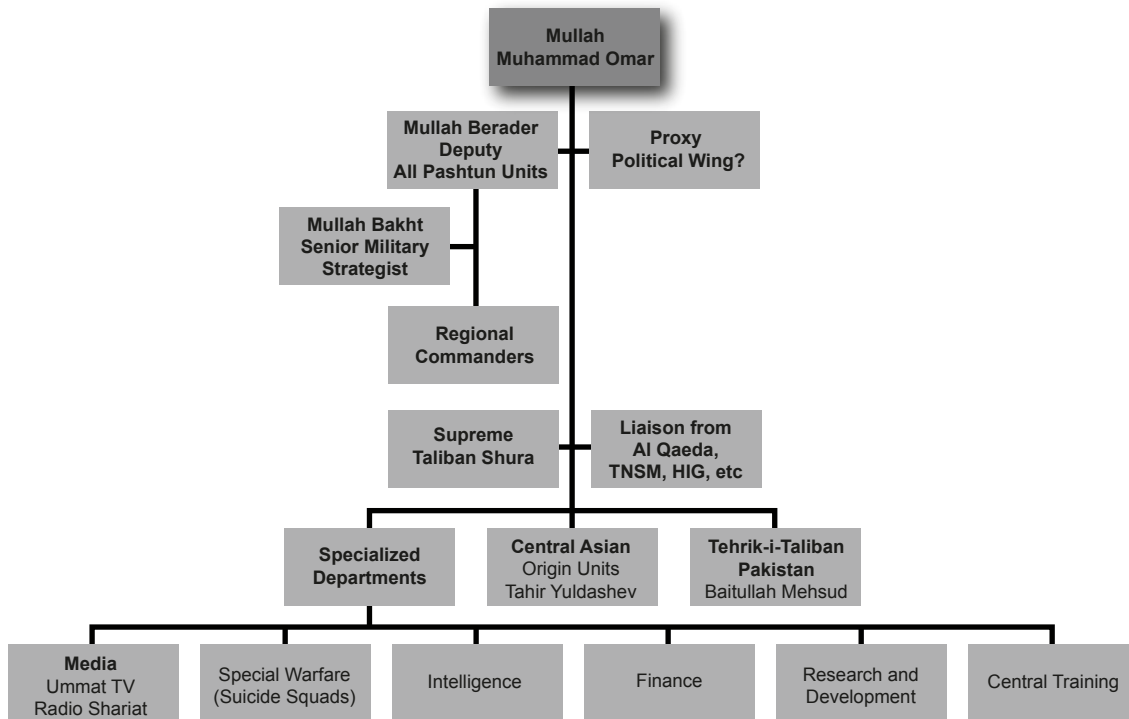 Mullah
Muhammad Omar
Mullah Berader
Deputy
All Pashtun Units
Proxy
Political Wing?
Mullah Bakht
Senior Military
Strategist
Regional
Commanders
Supreme
Taliban Shura
Liaison from
Al Qaeda,
TNSM, HIG, etc
Specialized
Departments
Central Asian
Origin Units
Tahir Yuldashev
Tehrik-i-Taliban
Pakistan
Baitullah Mehsud
Media
Ummat TV
Radio Shariat
Special Warfare
(Suicide Squads)
Intelligence
Finance
Research and
Development
Central Training